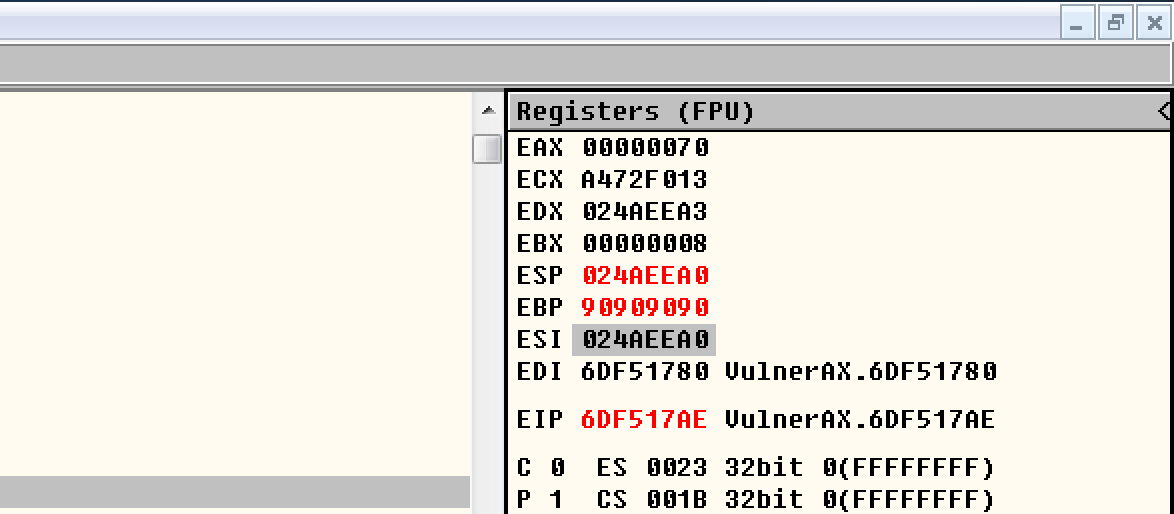 Registers (FPU)
EAX 00000070
ECX A472F013
EDX 024AEEA3
EBX 00000008
ESP 024AEEA0
EBP 90909090
ESI 024AEEA0
EDI 6DF51780 VulnerAX.6DF51780
EIP 6DF517AE VulnerAX.6DF517AE
C 0 ES 0023 32bit 0(FFFFFFFF)
P 1 CS 001B 32bit 0(FFFFFFFF)